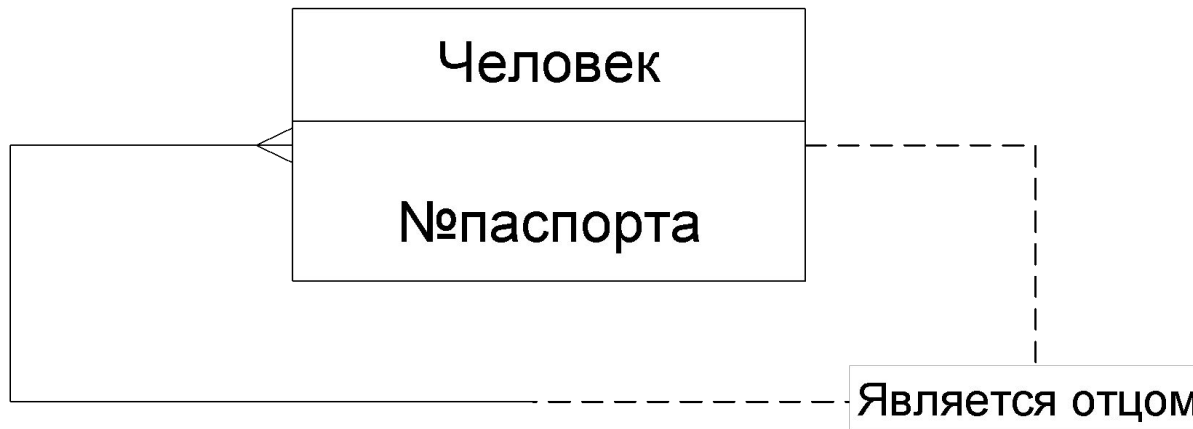 Человек
№паспорта
Является отцом